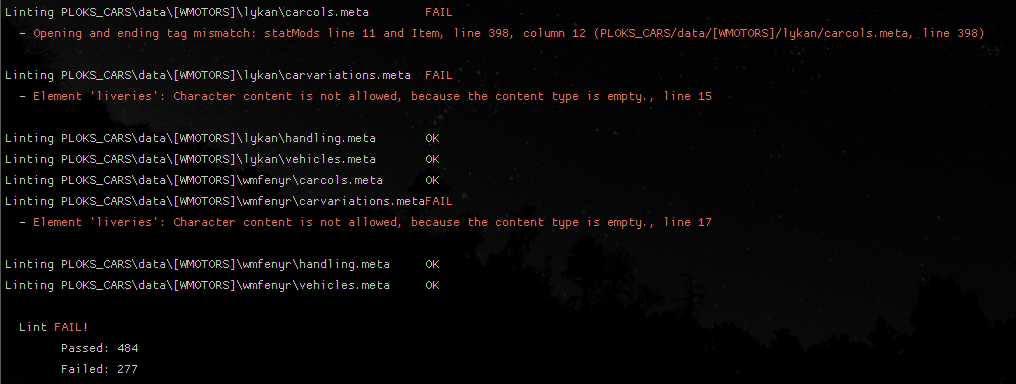 Linting PLOKS_CARS\data\[WMOTORS]\lykan\carcols.meta FAIL
- Opening and ending tag mismatch: statMods line 11 and Item, line 398, column 12 (PLOKS_CARS/data/[WMOTORS]/lykan/carcols.meta, line 398)
Linting PLOKS_CARS\data\[WMOTORS]\lykan\carvariations.meta FAIL
- Element 'liveries': Character content is not allowed, because the content type is empty., line 15
Linting PLOKS_CARS\data\[WMOTORS]\lykan\handling.meta OK
Linting PLOKS_CARS\data\[WMOTORS]\lykan\vehicles.meta OK
Linting PLOKS_CARS\data\[WMOTORS]\wmfenyr\carcols.meta OK
Linting PLOKS_CARS\data\[WMOTORS]\wmfenyr\carvariations.metaFAIL
- Element 'liveries': Character content is not allowed, because the content type is empty., line 17
Linting PLOKS_CARS\data\[WMOTORS]\wmfenyr\handling.meta OK
Linting PLOKS_CARS\data\[WMOTORS]\wmfenyr\vehicles.meta OK
Lint FAIL!
Passed: 484
Failed: 277